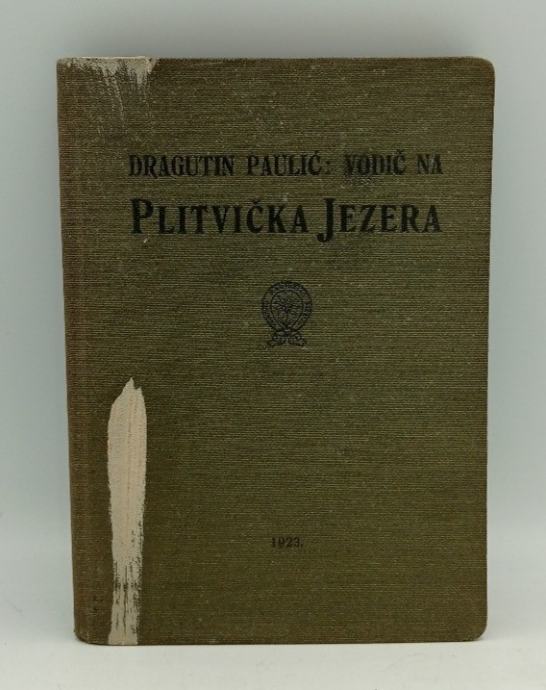 DRAGUTIN PAULIĆ: VODIČ NA
PLITVIČKA JEZERA
1923.